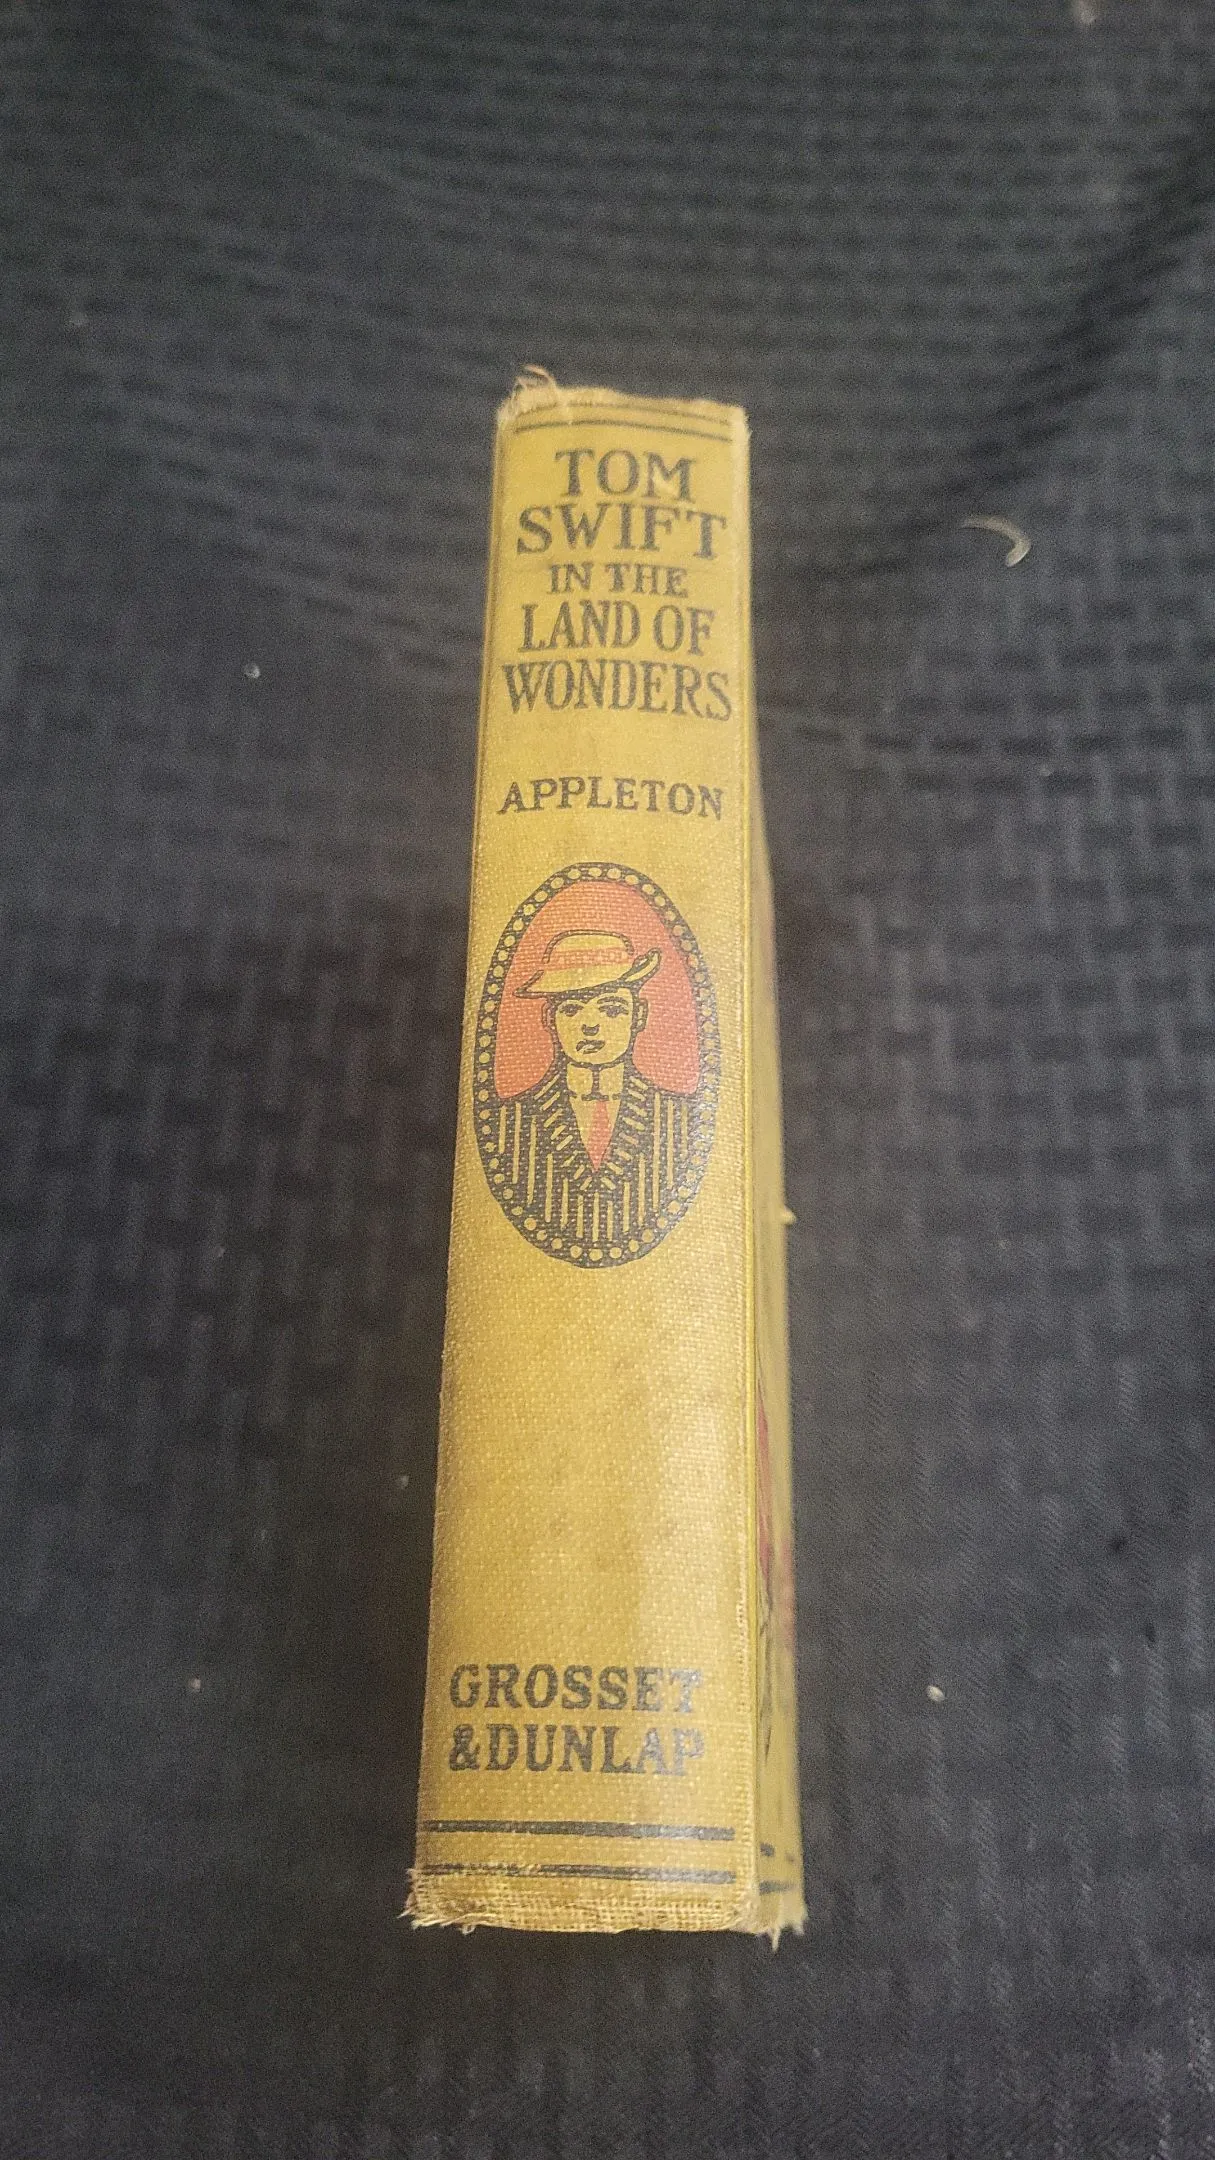 TOM
SWIFT
IN THE
LAND OF
WONDERS
APPLETON
GROSSET
&DUNLAP